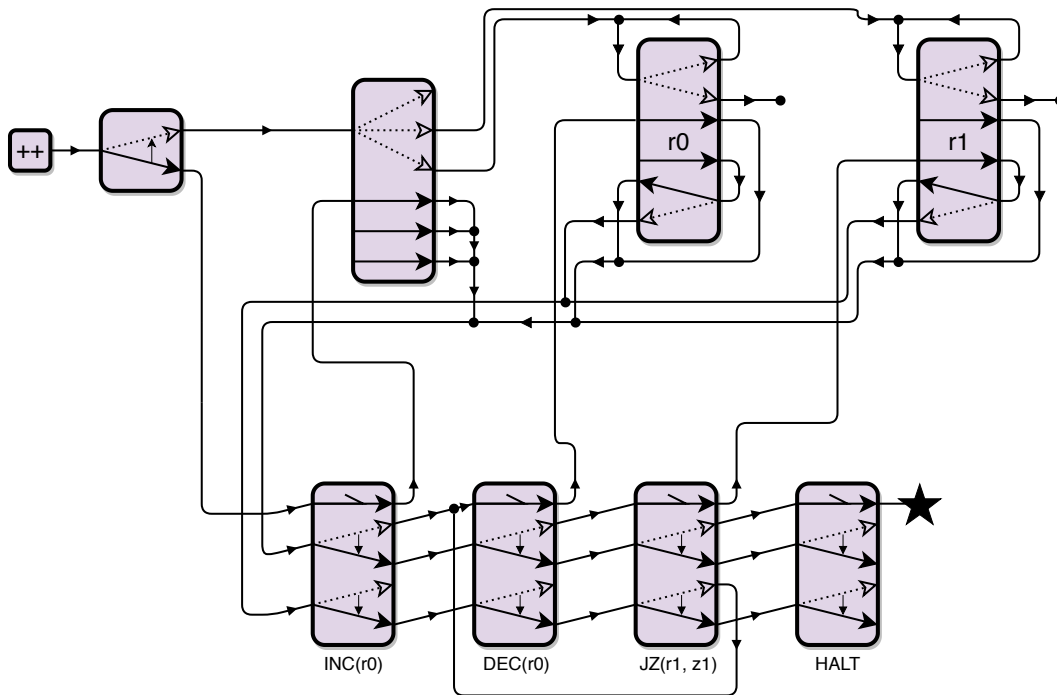 ++
r0
r1
INC(r0)
DEC(r0)
JZ(r1, z1)
HALT